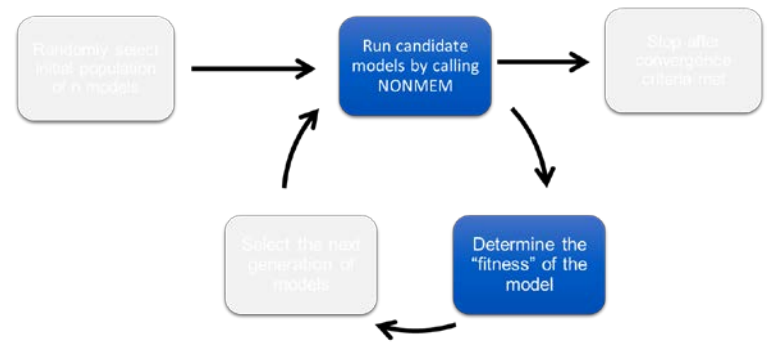 Randomly select
initial population
of n models
Run candidate
models by calling
NONMEM
Stop after
convergence
criteria met
Select the next
generation of
models
Determine the
“fitness” of the
model